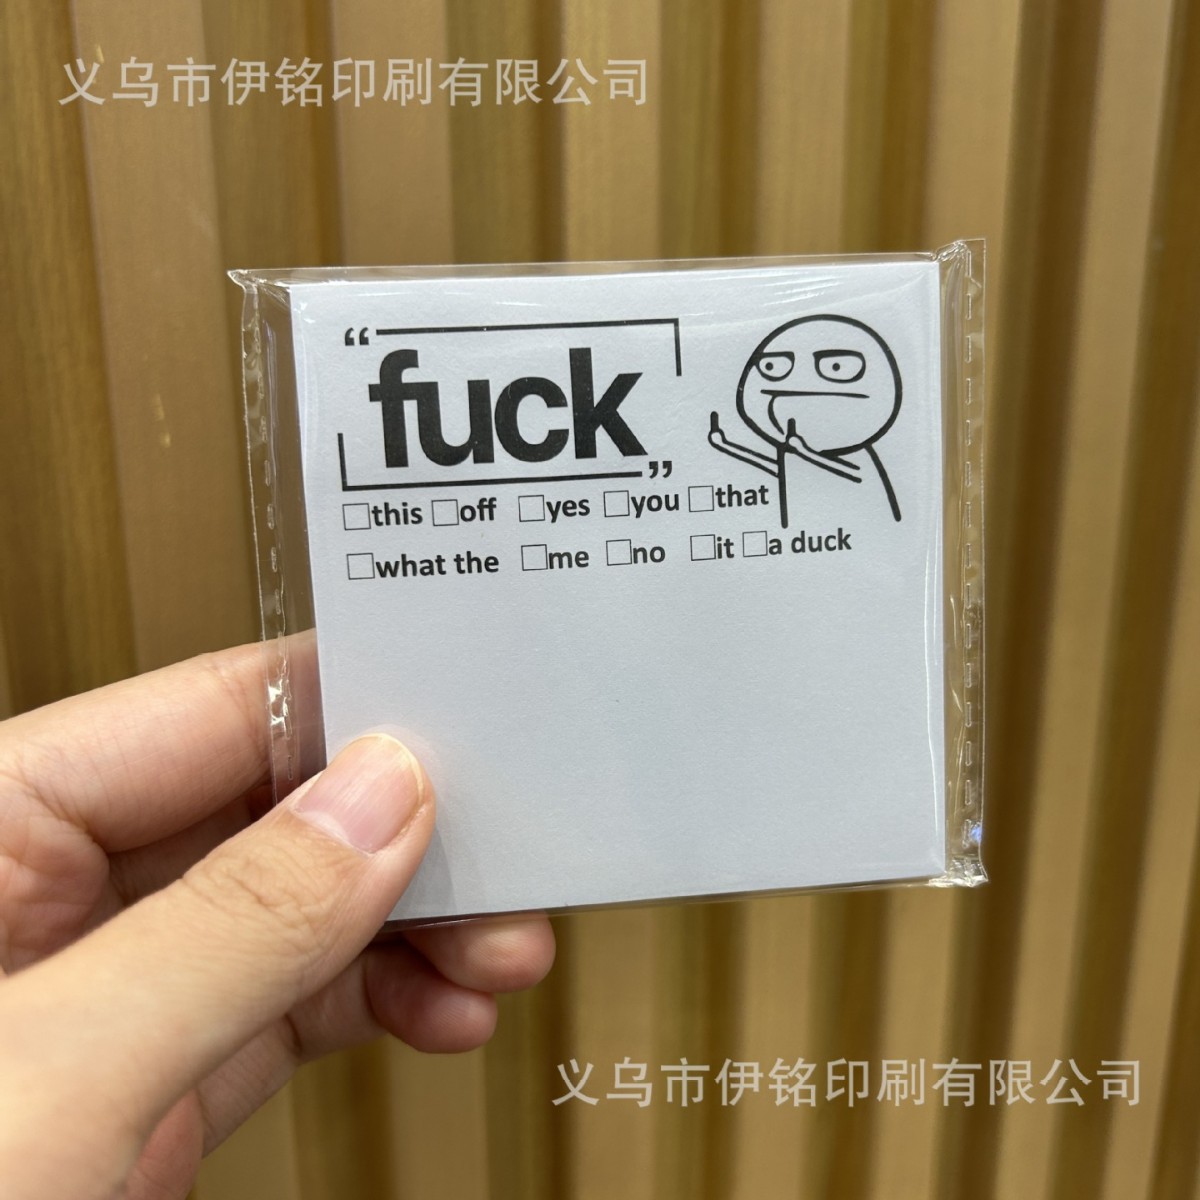 义乌市伊铭印刷有限公司
“fuck”
☐this ☐off ☐yes ☐you ☐that
☐what the ☐me ☐no ☐it ☐a duck
义乌市伊铭印刷有限公司